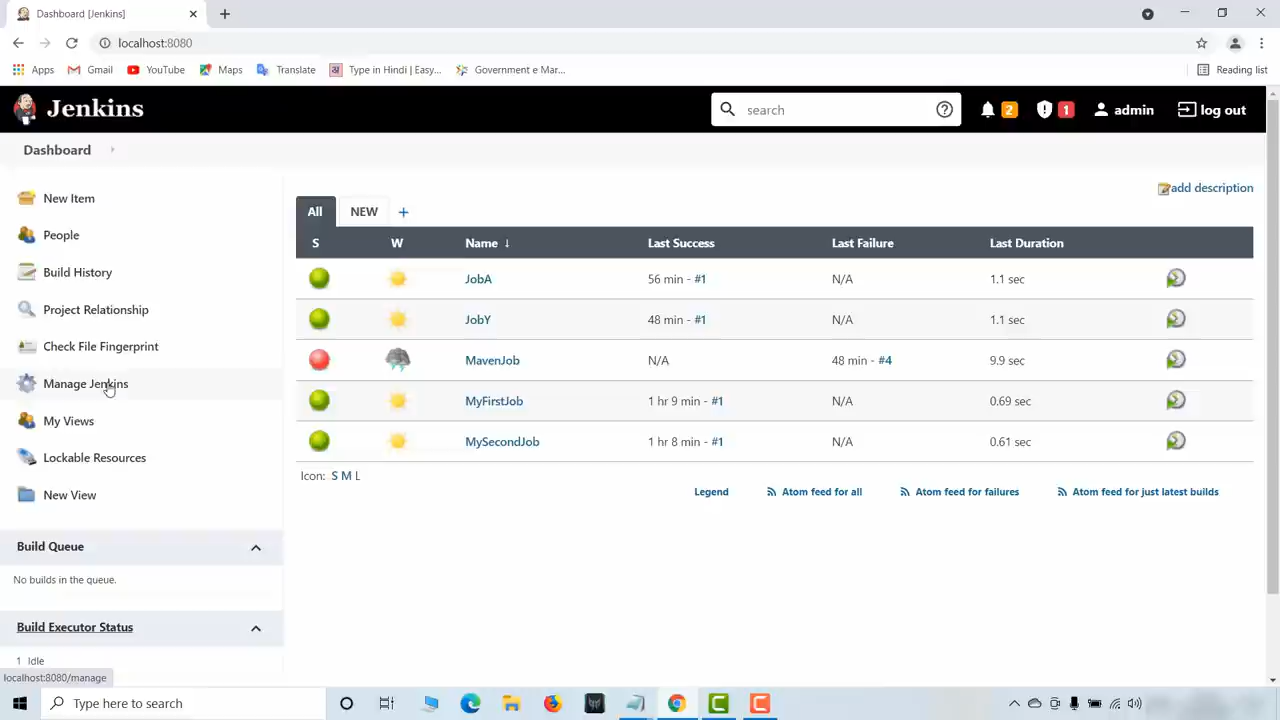 Dashboard [Jenkins]
localhost:8080
Apps Gmail YouTube Maps Translate Type in Hindi | Easy... Government e Mar... Reading list
Jenkins search 2 1 admin log out
Dashboard
add description
New Item
People
Build History
Project Relationship
Check File Fingerprint
Manage Jenkins
My Views
Lockable Resources
New View
Build Queue
No builds in the queue.
Build Executor Status
1 Idle
All NEW +
S W Name ↓ Last Success Last Failure Last Duration
JobA 56 min - #1 N/A 1.1 sec
JobY 48 min - #1 N/A 1.1 sec
MavenJob N/A 48 min - #4 9.9 sec
MyFirstJob 1 hr 9 min - #1 N/A 0.69 sec
MySecondJob 1 hr 8 min - #1 N/A 0.61 sec
Icon: S M L
Legend Atom feed for all Atom feed for failures Atom feed for just latest builds
localhost:8080/manage
Type here to search